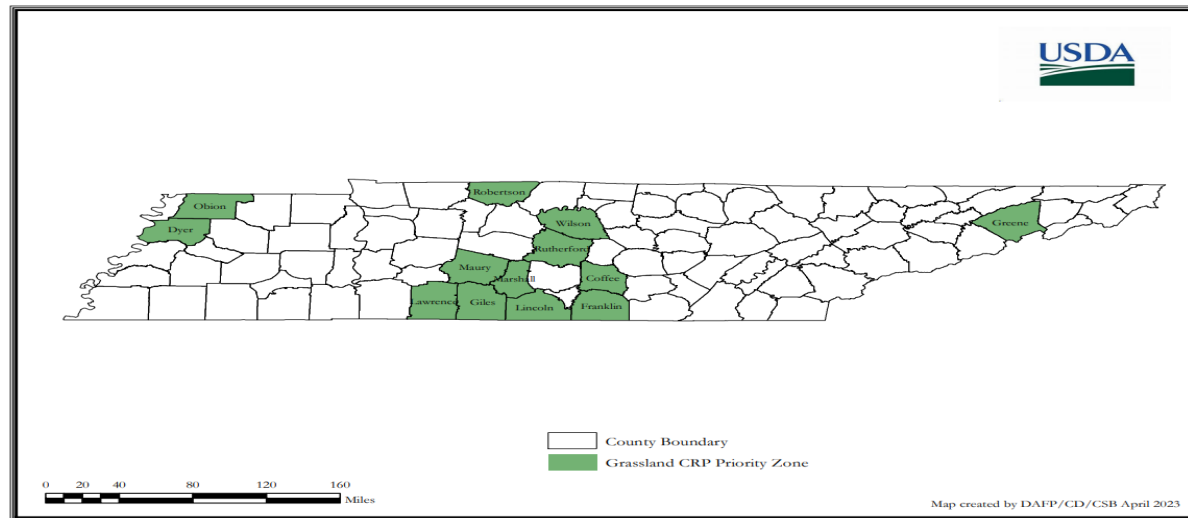 USDA
Robertson
Obion
Wilson
Dyer
Greene
Rutherford
Maury
Marshall
Coffee
Lawrence
Giles
Lincoln
Franklin
County Boundary
Grassland CRP Priority Zone
0 20 40 80 120 160
Miles
Map created by DAFP/CD/CSB April 2023